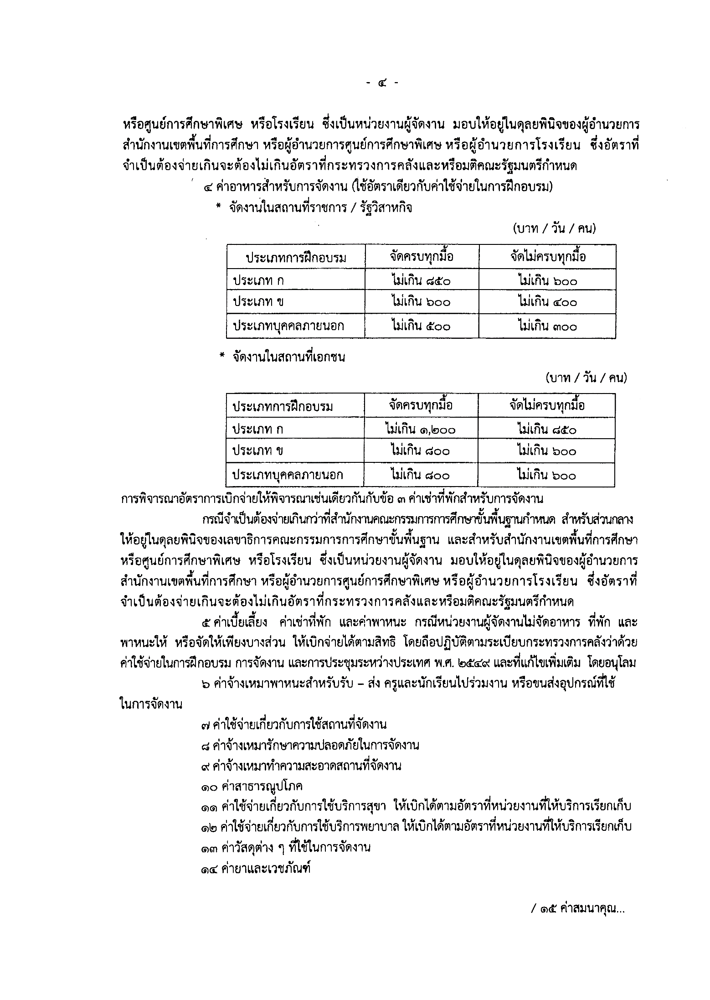 - ๔ -
หรือศูนย์การศึกษาพิเศษ หรือโรงเรียน ซึ่งเป็นหน่วยงานผู้จัดงาน มอบให้อยู่ในดุลยพินิจของผู้อำนวยการ
สำนักงานเขตพื้นที่การศึกษา หรือผู้อำนวยการศูนย์การศึกษาพิเศษ หรือผู้อำนวยการโรงเรียน ซึ่งอัตราที่
จำเป็นต้องจ่ายเกินจะต้องไม่เกินอัตราที่กระทรวงการคลังและหรือมติคณะรัฐมนตรีกำหนด
๔ ค่าอาหารสำหรับการจัดงาน (ใช้อัตราเดียวกับค่าใช้จ่ายในการฝึกอบรม)
* จัดงานในสถานที่ราชการ / รัฐวิสาหกิจ
(บาท / วัน / คน)
ประเภทการฝึกอบรม จัดครบทุกมื้อ จัดไม่ครบทุกมื้อ
ประเภท ก ไม่เกิน ๘๕๐ ไม่เกิน ๖๐๐
ประเภท ข ไม่เกิน ๖๐๐ ไม่เกิน ๔๐๐
ประเภทบุคคลภายนอก ไม่เกิน ๕๐๐ ไม่เกิน ๓๐๐
* จัดงานในสถานที่เอกชน
(บาท / วัน / คน)
ประเภทการฝึกอบรม จัดครบทุกมื้อ จัดไม่ครบทุกมื้อ
ประเภท ก ไม่เกิน ๑,๒๐๐ ไม่เกิน ๘๕๐
ประเภท ข ไม่เกิน ๘๐๐ ไม่เกิน ๖๐๐
ประเภทบุคคลภายนอก ไม่เกิน ๘๐๐ ไม่เกิน ๖๐๐
การพิจารณาอัตราการเบิกจ่ายให้พิจารณาเช่นเดียวกันกับข้อ ๓ ค่าเช่าที่พักสำหรับการจัดงาน
กรณีจำเป็นต้องจ่ายเกินกว่าที่สำนักงานคณะกรรมการการศึกษาขั้นพื้นฐานกำหนด สำหรับส่วนกลาง
ให้อยู่ในดุลยพินิจของเลขาธิการคณะกรรมการการศึกษาขั้นพื้นฐาน และสำหรับสำนักงานเขตพื้นที่การศึกษา
หรือศูนย์การศึกษาพิเศษ หรือโรงเรียน ซึ่งเป็นหน่วยงานผู้จัดงาน มอบให้อยู่ในดุลยพินิจของผู้อำนวยการ
สำนักงานเขตพื้นที่การศึกษา หรือผู้อำนวยการศูนย์การศึกษาพิเศษ หรือผู้อำนวยการโรงเรียน ซึ่งอัตราที่
จำเป็นต้องจ่ายเกินจะต้องไม่เกินอัตราที่กระทรวงการคลังและหรือมติคณะรัฐมนตรีกำหนด
๕ ค่าเบี้ยเลี้ยง ค่าเช่าที่พัก และค่าพาหนะ กรณีหน่วยงานผู้จัดงานไม่จัดอาหาร ที่พัก และ
พาหนะให้ หรือจัดให้เพียงบางส่วน ให้เบิกจ่ายได้ตามสิทธิ โดยถือปฏิบัติตามระเบียบกระทรวงการคลังว่าด้วย
ค่าใช้จ่ายในการฝึกอบรม การจัดงาน และการประชุมระหว่างประเทศ พ.ศ. ๒๕๔๙ และที่แก้ไขเพิ่มเติม โดยอนุโลม
๖ ค่าจ้างเหมาพาหนะสำหรับรับ – ส่ง ครูและนักเรียนไปร่วมงาน หรือขนส่งอุปกรณ์ที่ใช้
ในการจัดงาน
๗ ค่าใช้จ่ายเกี่ยวกับการใช้สถานที่จัดงาน
๘ ค่าจ้างเหมารักษาความปลอดภัยในการจัดงาน
๙ ค่าจ้างเหมาทำความสะอาดสถานที่จัดงาน
๑๐ ค่าสาธารณูปโภค
๑๑ ค่าใช้จ่ายเกี่ยวกับการใช้บริการสุขา ให้เบิกได้ตามอัตราที่หน่วยงานที่ให้บริการเรียกเก็บ
๑๒ ค่าใช้จ่ายเกี่ยวกับการใช้บริการพยาบาล ให้เบิกได้ตามอัตราที่หน่วยงานที่ให้บริการเรียกเก็บ
๑๓ ค่าวัสดุต่าง ๆ ที่ใช้ในการจัดงาน
๑๔ ค่ายาและเวชภัณฑ์
/ ๑๕ ค่าสมนาคุณ...